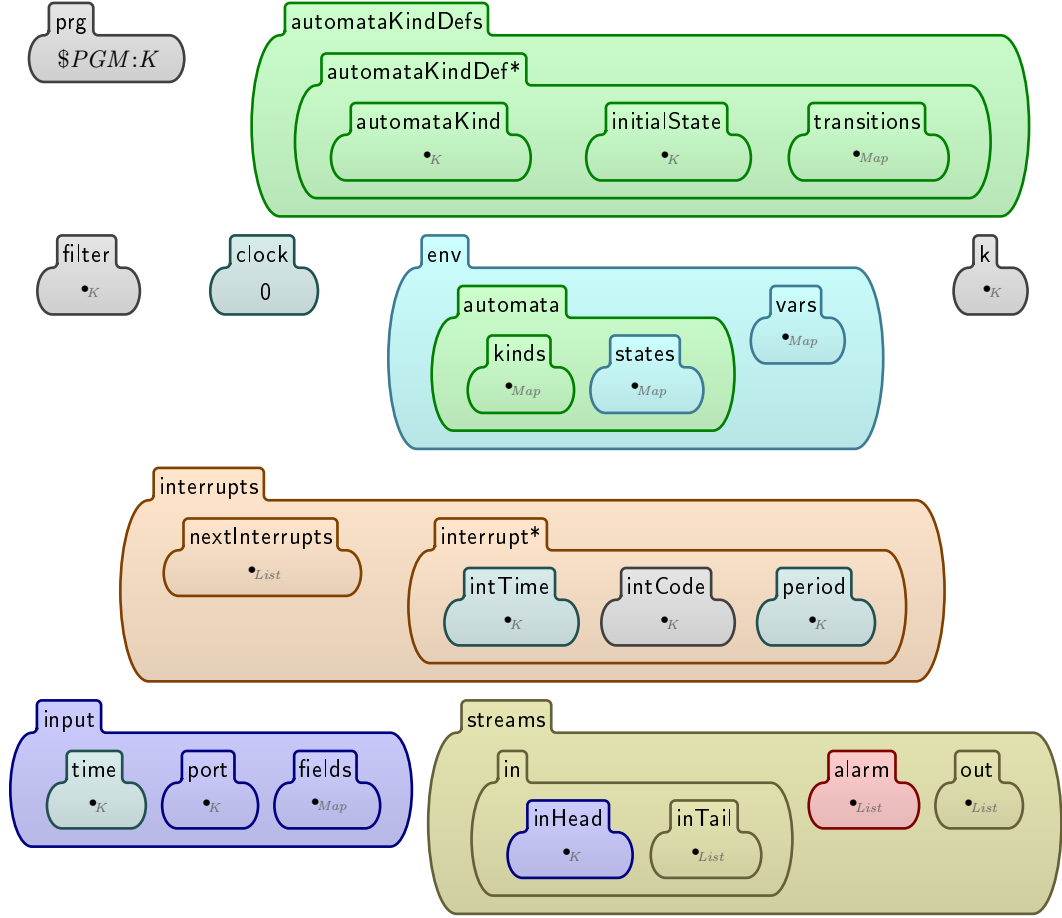 prg automataKindDefs
$PGM:K
automataKindDef*
automataKind initialState transitions
•K •K •Map
filter clock env k
•K 0 •K
automata vars
•Map
kinds states
•Map •Map
interrupts
nextInterrupts interrupt*
•List
intTime intCode period
•K •K •K
input streams
time port fields in alarm out
•K •K •Map •List •List
inHead inTail
•K •List